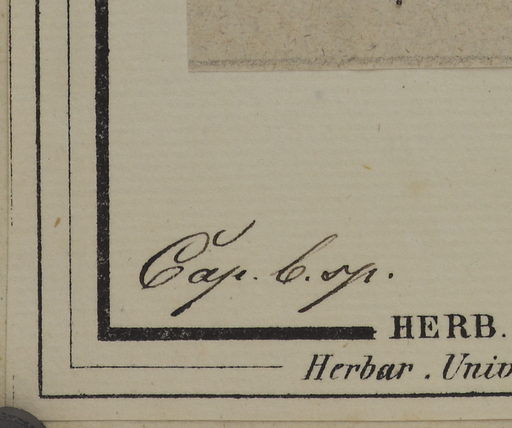 Cap. b. sp.
HERB.
Herbar. Univ